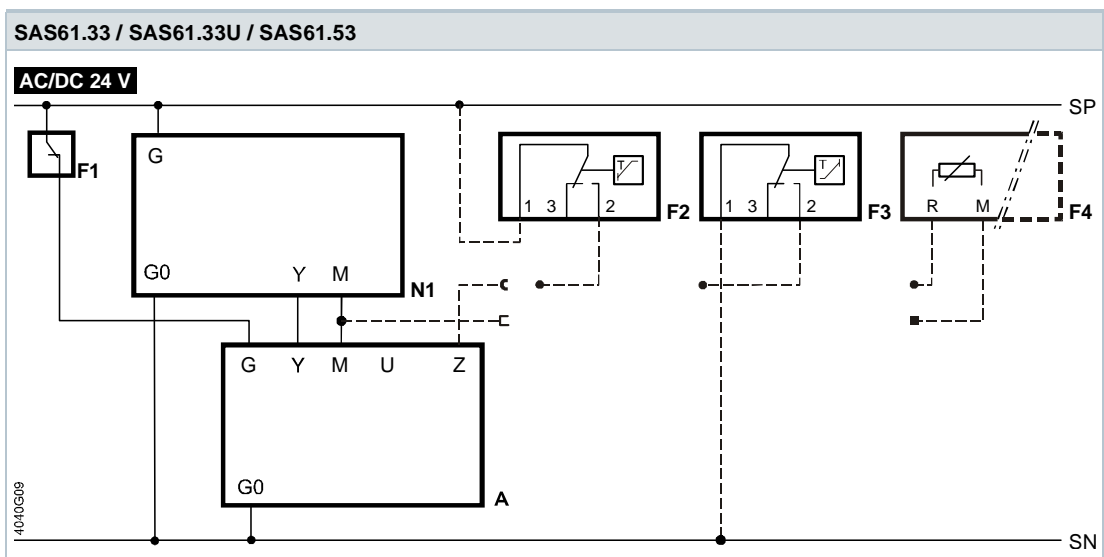 SAS61.33 / SAS61.33U / SAS61.53
AC/DC 24 V
SP
F1
G
G0 Y M
N1
T
1 3 2
F2
T
1 3 2
F3
R M
F4
G Y M U Z
G0
A
4040G09
SN